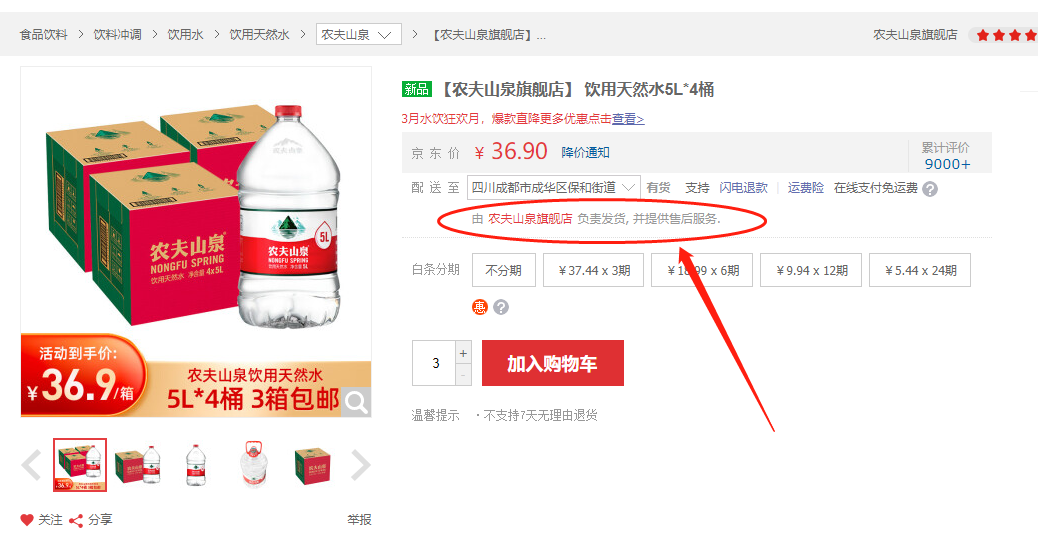 食品饮料 > 饮料冲调 > 饮用水 > 饮用天然水 > 农夫山泉 > 【农夫山泉旗舰店】...
农夫山泉旗舰店
新品 【农夫山泉旗舰店】 饮用天然水5L*4桶
3月水饮狂欢月，爆款直降更多优惠点击查看>
京东价 ￥36.90 降价通知
累计评价
9000+
配送至 四川成都市成华区保和街道 有货 支持 闪电退款 运费险 在线支付免运费 ?
由 农夫山泉旗舰店 负责发货, 并提供售后服务.
白条分期 不分期 ￥37.44 x 3期 ￥9.94 x 12期 ￥5.44 x 24期
惠 ?
3 + - 加入购物车
温馨提示 ·不支持7天无理由退货
农夫山泉
NONGFU SPRING
饮用天然水 净含量 4x5L
农夫山泉
5L
农夫山泉
NONGFU SPRING
饮用天然水 净含量 5L
活动到手价:
￥36.9/箱
农夫山泉饮用天然水
5L*4桶 3箱包邮
关注 分享 举报